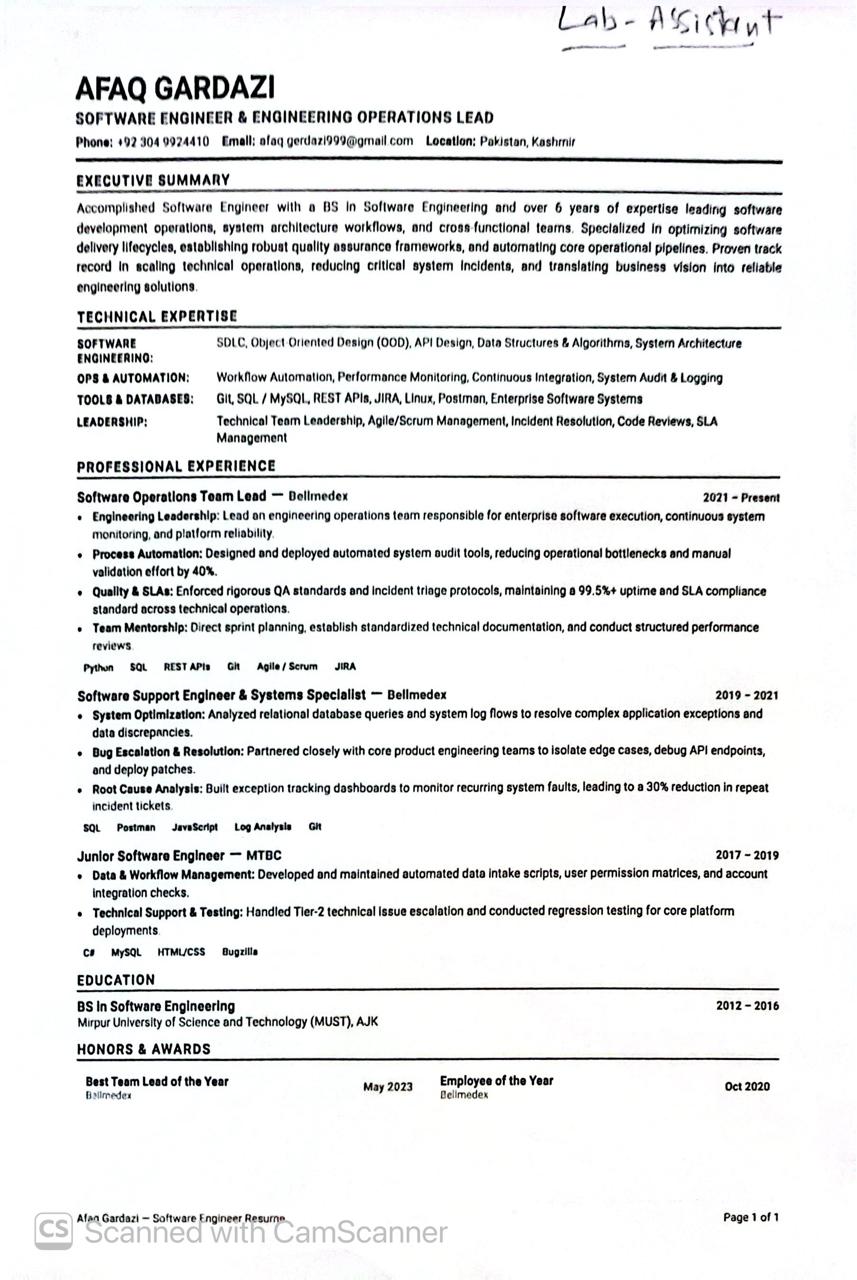 Lab-Assistant
AFAQ GARDAZI
SOFTWARE ENGINEER & ENGINEERING OPERATIONS LEAD
Phone: +92 304 9924410 Email: afaq gerdazi999@gmail.com Location: Pakistan, Kashmir
EXECUTIVE SUMMARY
Accomplished Software Engineer with a BS in Software Engineering and over 6 years of expertise leading software
development operations, system architecture workflows, and cross-functional teams. Specialized in optimizing software
delivery lifecycles, establishing robust quality assurance frameworks, and automating core operational pipelines. Proven track
record in scaling technical operations, reducing critical system incidents, and translating business vision into reliable
engineering solutions.
TECHNICAL EXPERTISE
SOFTWARE ENGINEERING: SDLC, Object Oriented Design (OOD), API Design, Data Structures & Algorithms, System Architecture
OPS & AUTOMATION: Workflow Automation, Performance Monitoring, Continuous Integration, System Audit & Logging
TOOLS & DATABASES: Git, SQL / MySQL, REST APIs, JIRA, Linux, Postman, Enterprise Software Systems
LEADERSHIP: Technical Team Leadership, Agile/Scrum Management, Incident Resolution, Code Reviews, SLA
Management
PROFESSIONAL EXPERIENCE
Software Operations Team Lead — Bellmedex 2021 – Present
• Engineering Leadership: Lead an engineering operations team responsible for enterprise software execution, continuous system
monitoring, and platform reliability.
• Process Automation: Designed and deployed automated system audit tools, reducing operational bottlenecks and manual
validation effort by 40%.
• Quality & SLAs: Enforced rigorous QA standards and incident triage protocols, maintaining a 99.5%+ uptime and SLA compliance
standard across technical operations.
• Team Mentorship: Direct sprint planning, establish standardized technical documentation, and conduct structured performance
reviews.
Python SQL REST APIs Git Agile / Scrum JIRA
Software Support Engineer & Systems Specialist — Bellmedex 2019 – 2021
• System Optimization: Analyzed relational database queries and system log flows to resolve complex application exceptions and
data discrepancies.
• Bug Escalation & Resolution: Partnered closely with core product engineering teams to isolate edge cases, debug API endpoints,
and deploy patches.
• Root Cause Analysis: Built exception tracking dashboards to monitor recurring system faults, leading to a 30% reduction in repeat
incident tickets.
SQL Postman JavaScript Log Analysis Git
Junior Software Engineer — MTBC 2017 – 2019
• Data & Workflow Management: Developed and maintained automated data intake scripts, user permission matrices, and account
integration checks.
• Technical Support & Testing: Handled Tier-2 technical issue escalation and conducted regression testing for core platform
deployments.
C# MySQL HTML/CSS Bugzilla
EDUCATION
BS in Software Engineering 2012 – 2016
Mirpur University of Science and Technology (MUST), AJK
HONORS & AWARDS
Best Team Lead of the Year May 2023 Employee of the Year Oct 2020
Bellmedex Bellmedex
Afaq Gardazi — Software Engineer Resume Page 1 of 1
CS Scanned with CamScanner